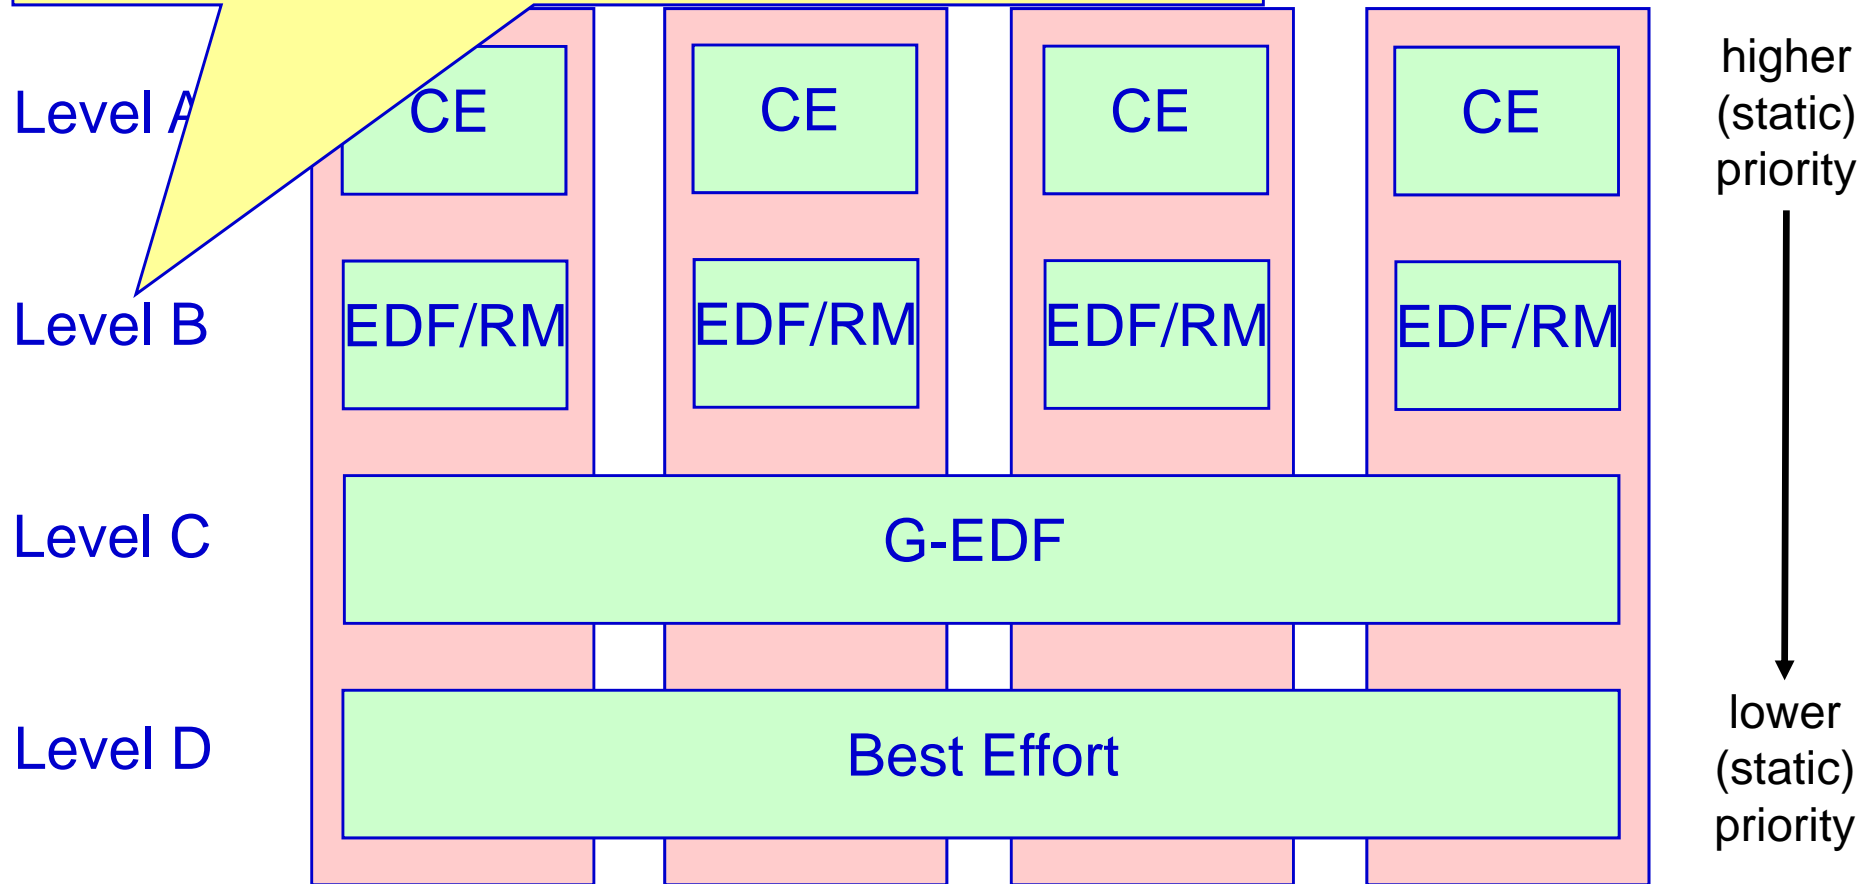 higher
(static)
priority
Level A
CE
CE
CE
CE
Level B
EDF/RM
EDF/RM
EDF/RM
EDF/RM
Level C
G-EDF
Level D
Best Effort
lower
(static)
priority